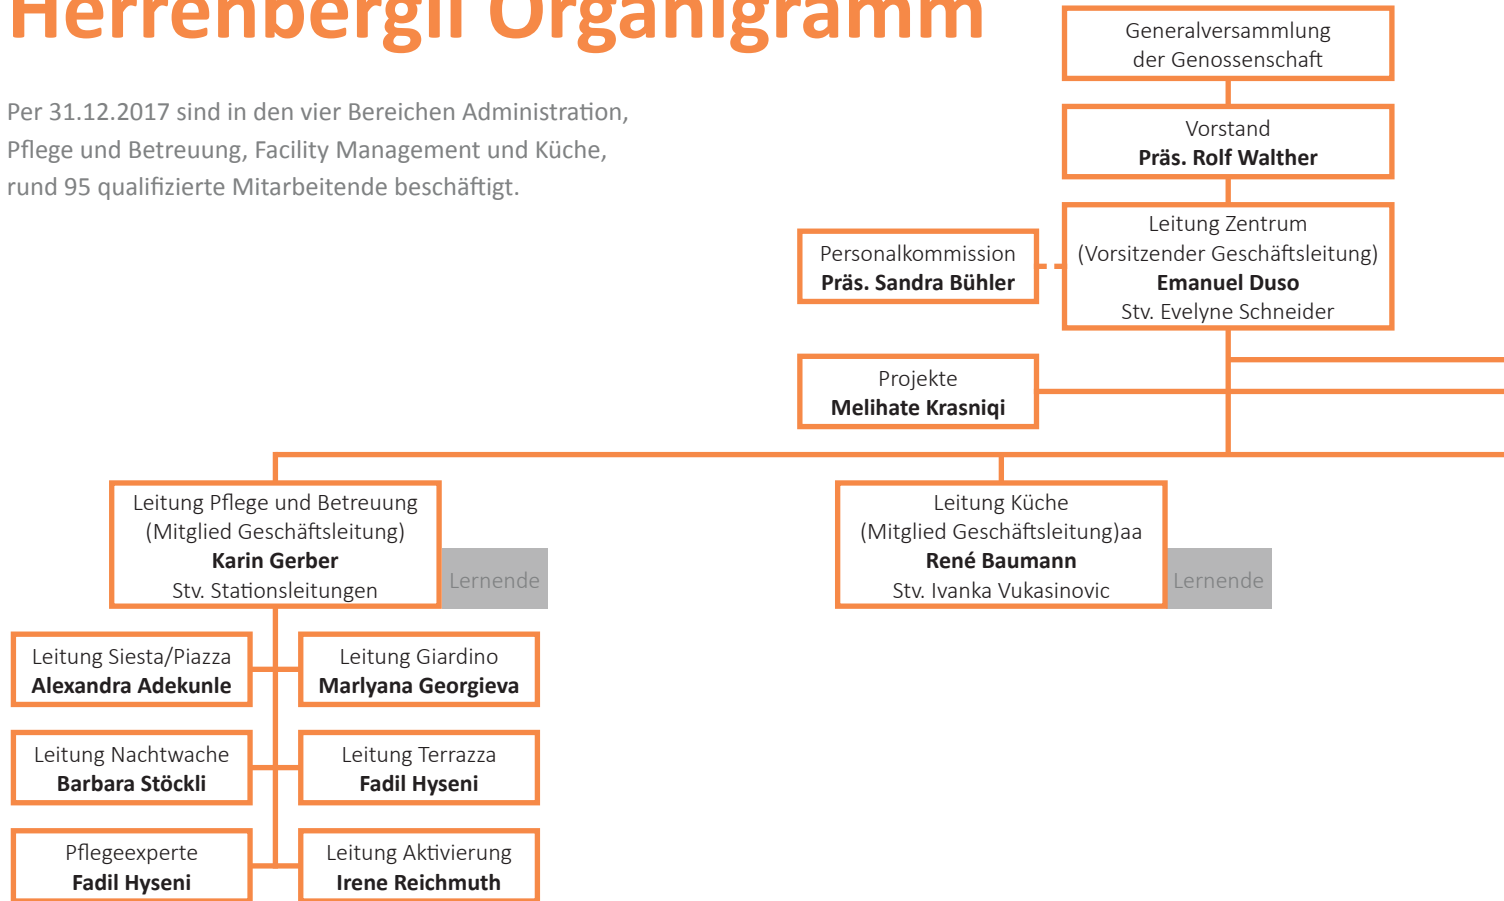 Herrenbergli Organigramm
Per 31.12.2017 sind in den vier Bereichen Administration,
Pflege und Betreuung, Facility Management und Küche,
rund 95 qualifizierte Mitarbeitende beschäftigt.
Generalversammlung
der Genossenschaft
Vorstand
Präs. Rolf Walther
Leitung Zentrum
(Vorsitzender Geschäftsleitung)
Emanuel Duso
Stv. Evelyne Schneider
Personalkommission
Präs. Sandra Bühler
Projekte
Melihate Krasniqi
Leitung Pflege und Betreuung
(Mitglied Geschäftsleitung)
Karin Gerber
Stv. Stationsleitungen
Lernende
Leitung Küche
(Mitglied Geschäftsleitung)aa
René Baumann
Stv. Ivanka Vukasinovic
Lernende
Leitung Siesta/Piazza
Alexandra Adekunle
Leitung Giardino
Marlyana Georgieva
Leitung Nachtwache
Barbara Stöckli
Leitung Terrazza
Fadil Hyseni
Pflegeexperte
Fadil Hyseni
Leitung Aktivierung
Irene Reichmuth